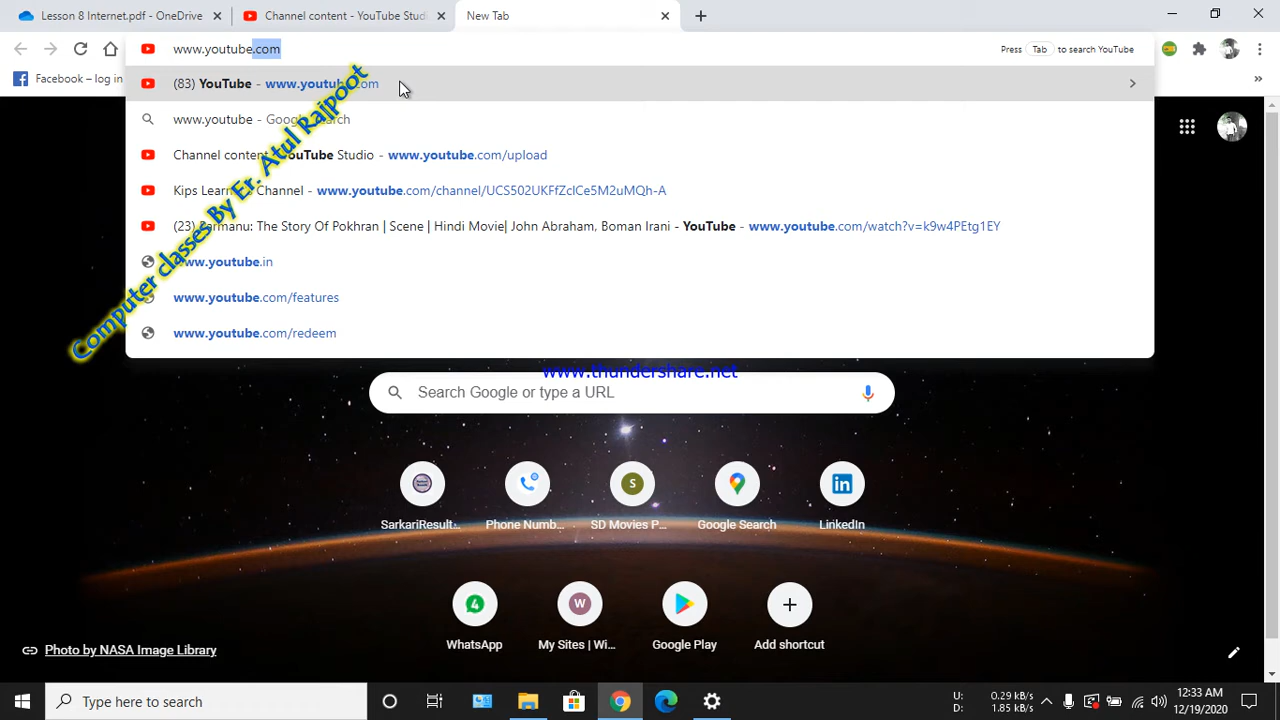 Lesson 8 Internet.pdf - OneDrive
Channel content - YouTube Studi
New Tab
www.youtube.com
Press Tab to search YouTube
Facebook – log in
(83) YouTube - www.youtube.com
www.youtube - Google Search
Channel content - YouTube Studio - www.youtube.com/upload
Kips Learning Channel - www.youtube.com/channel/UCS502UKFfZcICe5M2uMQh-A
(23) Parmanu: The Story Of Pokhran | Scene | Hindi Movie| John Abraham, Boman Irani - YouTube - www.youtube.com/watch?v=k9w4PEtg1EY
www.youtube.in
www.youtube.com/features
www.youtube.com/redeem
Computer classes By Er. Atul Rajpoot
www.thundershare.net
Search Google or type a URL
S
SarkariResult...
Phone Numb...
SD Movies P...
Google Search
LinkedIn
4
W
WhatsApp
My Sites | Wi...
Google Play
Add shortcut
Photo by NASA Image Library
Type here to search
U: 0.29 kB/s
D: 1.85 kB/s
12:33 AM
12/19/2020